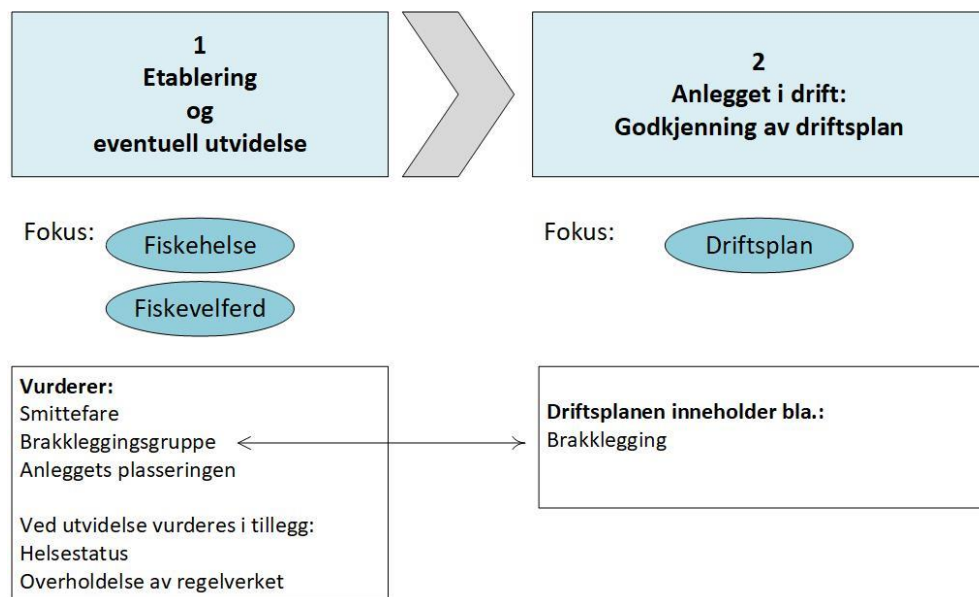 1
Etablering
og
eventuell utvidelse
2
Anlegget i drift:
Godkjenning av driftsplan
Fokus:
Fiskehelse
Fiskevelferd
Fokus:
Driftsplan
Vurderer:
Smittefare
Brakkleggingsgruppe
Anleggets plasseringen
Ved utvidelse vurderes i tillegg:
Helsestatus
Overholdelse av regelverket
Driftsplanen inneholder bla.:
Brakklegging